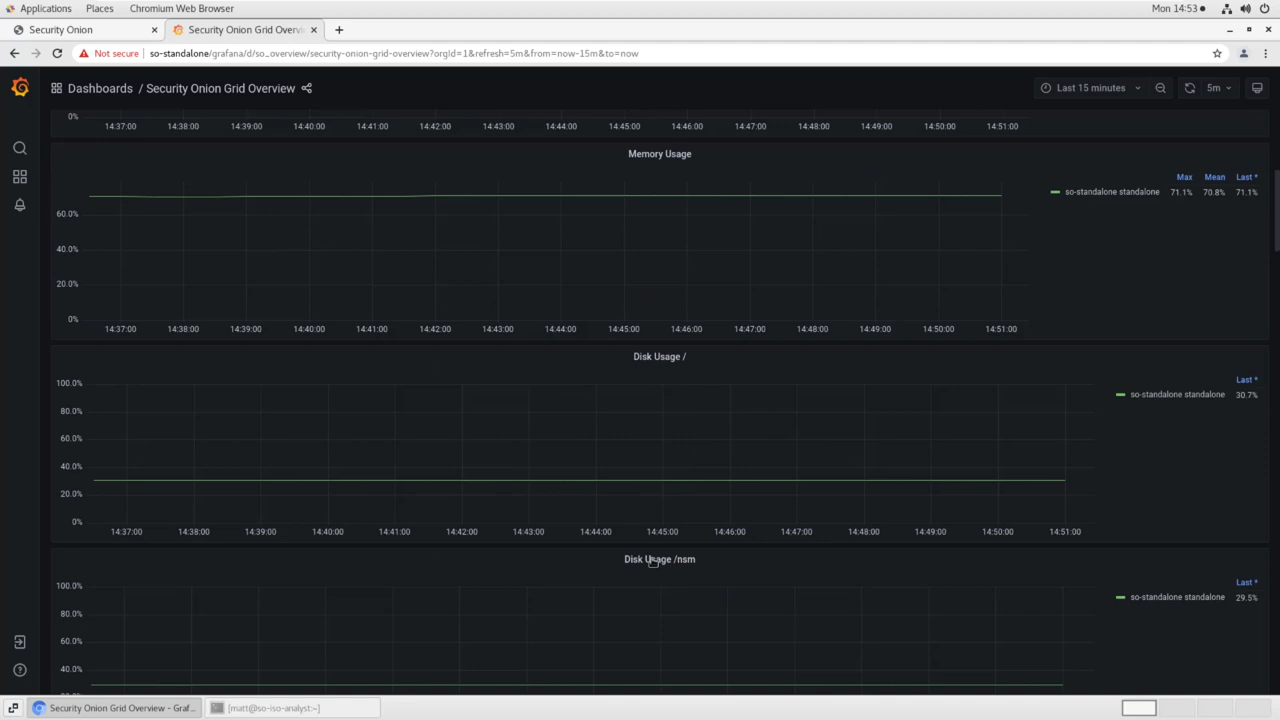 Applications Places Chromium Web Browser Mon 14:53
Security Onion Security Onion Grid Overvi
Not secure so-standalone/grafana/d/so_overview/security-onion-grid-overview?orgId=1&refresh=5m&from=now-15m&to=now
Dashboards / Security Onion Grid Overview Last 15 minutes 5m
0%
14:37:00 14:38:00 14:39:00 14:40:00 14:41:00 14:42:00 14:43:00 14:44:00 14:45:00 14:46:00 14:47:00 14:48:00 14:49:00 14:50:00 14:51:00
Memory Usage
Max Mean Last *
so-standalone standalone 71.1% 70.8% 71.1%
60.0%
40.0%
20.0%
0%
14:37:00 14:38:00 14:39:00 14:40:00 14:41:00 14:42:00 14:43:00 14:44:00 14:45:00 14:46:00 14:47:00 14:48:00 14:49:00 14:50:00 14:51:00
Disk Usage /
Last *
100.0%
so-standalone standalone 30.7%
80.0%
60.0%
40.0%
20.0%
0%
14:37:00 14:38:00 14:39:00 14:40:00 14:41:00 14:42:00 14:43:00 14:44:00 14:45:00 14:46:00 14:47:00 14:48:00 14:49:00 14:50:00 14:51:00
Disk Usage /nsm
Last *
100.0%
so-standalone standalone 29.5%
80.0%
60.0%
40.0%
Security Onion Grid Overview - Graf... [matt@so-iso-analyst:~]